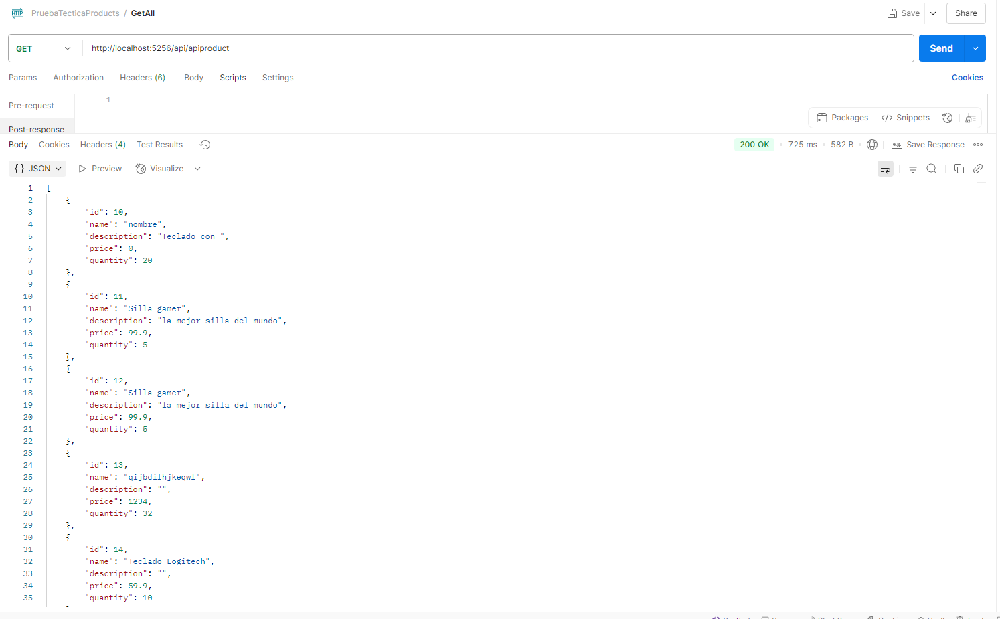 HTTP PruebaTecticaProducts / GetAll Save Share
GET http://localhost:5256/api/apiproduct Send
Params Authorization Headers (6) Body Scripts Settings Cookies
Pre-request 1
Packages </> Snippets
Post-response
Body Cookies Headers (4) Test Results 200 OK 725 ms 582 B e.g. Save Response
{} JSON Preview Visualize
1 [
2 {
3 "id": 10,
4 "name": "nombre",
5 "description": "Teclado con ",
6 "price": 0,
7 "quantity": 20
8 },
9 {
10 "id": 11,
11 "name": "Silla gamer",
12 "description": "la mejor silla del mundo",
13 "price": 99.9,
14 "quantity": 5
15 },
16 {
17 "id": 12,
18 "name": "Silla gamer",
19 "description": "la mejor silla del mundo",
20 "price": 99.9,
21 "quantity": 5
22 },
23 {
24 "id": 13,
25 "name": "qijbdilhjkeqwf",
26 "description": "",
27 "price": 1234,
28 "quantity": 32
29 },
30 {
31 "id": 14,
32 "name": "Teclado Logitech",
33 "description": "",
34 "price": 59.9,
35 "quantity": 10